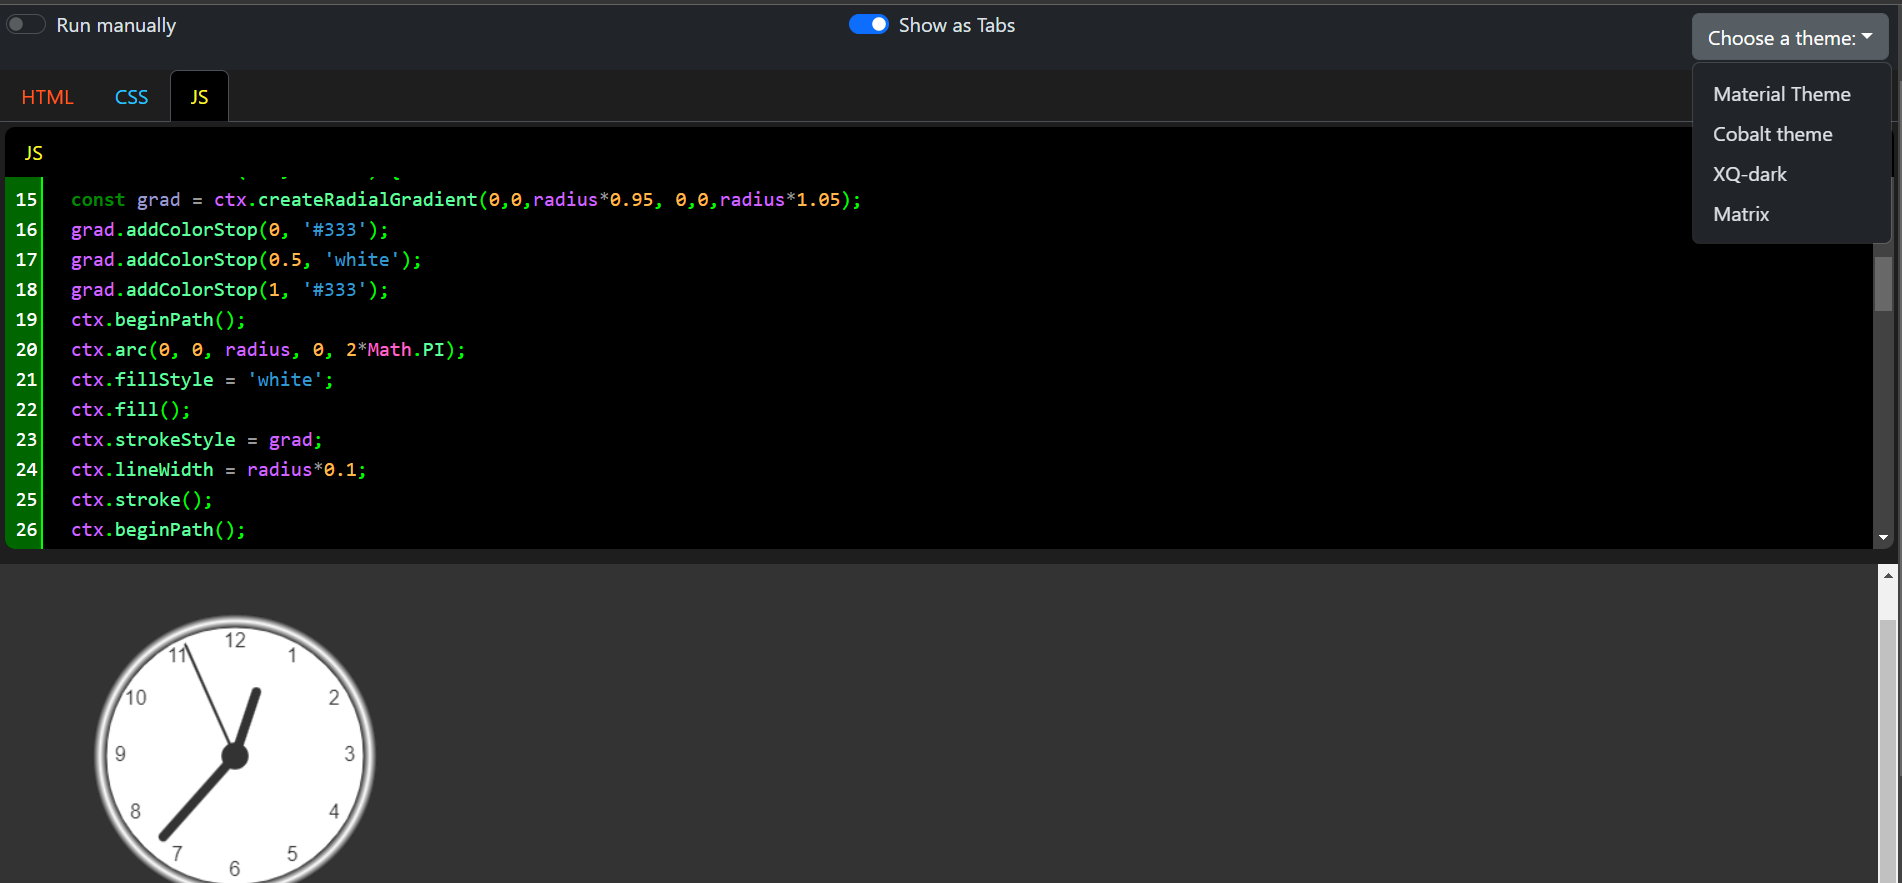 Run manually
Show as Tabs
Choose a theme:
Material Theme
Cobalt theme
XQ-dark
Matrix
HTML CSS JS
JS
15 const grad = ctx.createRadialGradient(0,0,radius*0.95, 0,0,radius*1.05);
16 grad.addColorStop(0, '#333');
17 grad.addColorStop(0.5, 'white');
18 grad.addColorStop(1, '#333');
19 ctx.beginPath();
20 ctx.arc(0, 0, radius, 0, 2*Math.PI);
21 ctx.fillStyle = 'white';
22 ctx.fill();
23 ctx.strokeStyle = grad;
24 ctx.lineWidth = radius*0.1;
25 ctx.stroke();
26 ctx.beginPath();
12
1
2
3
4
5
6
7
8
9
10
11